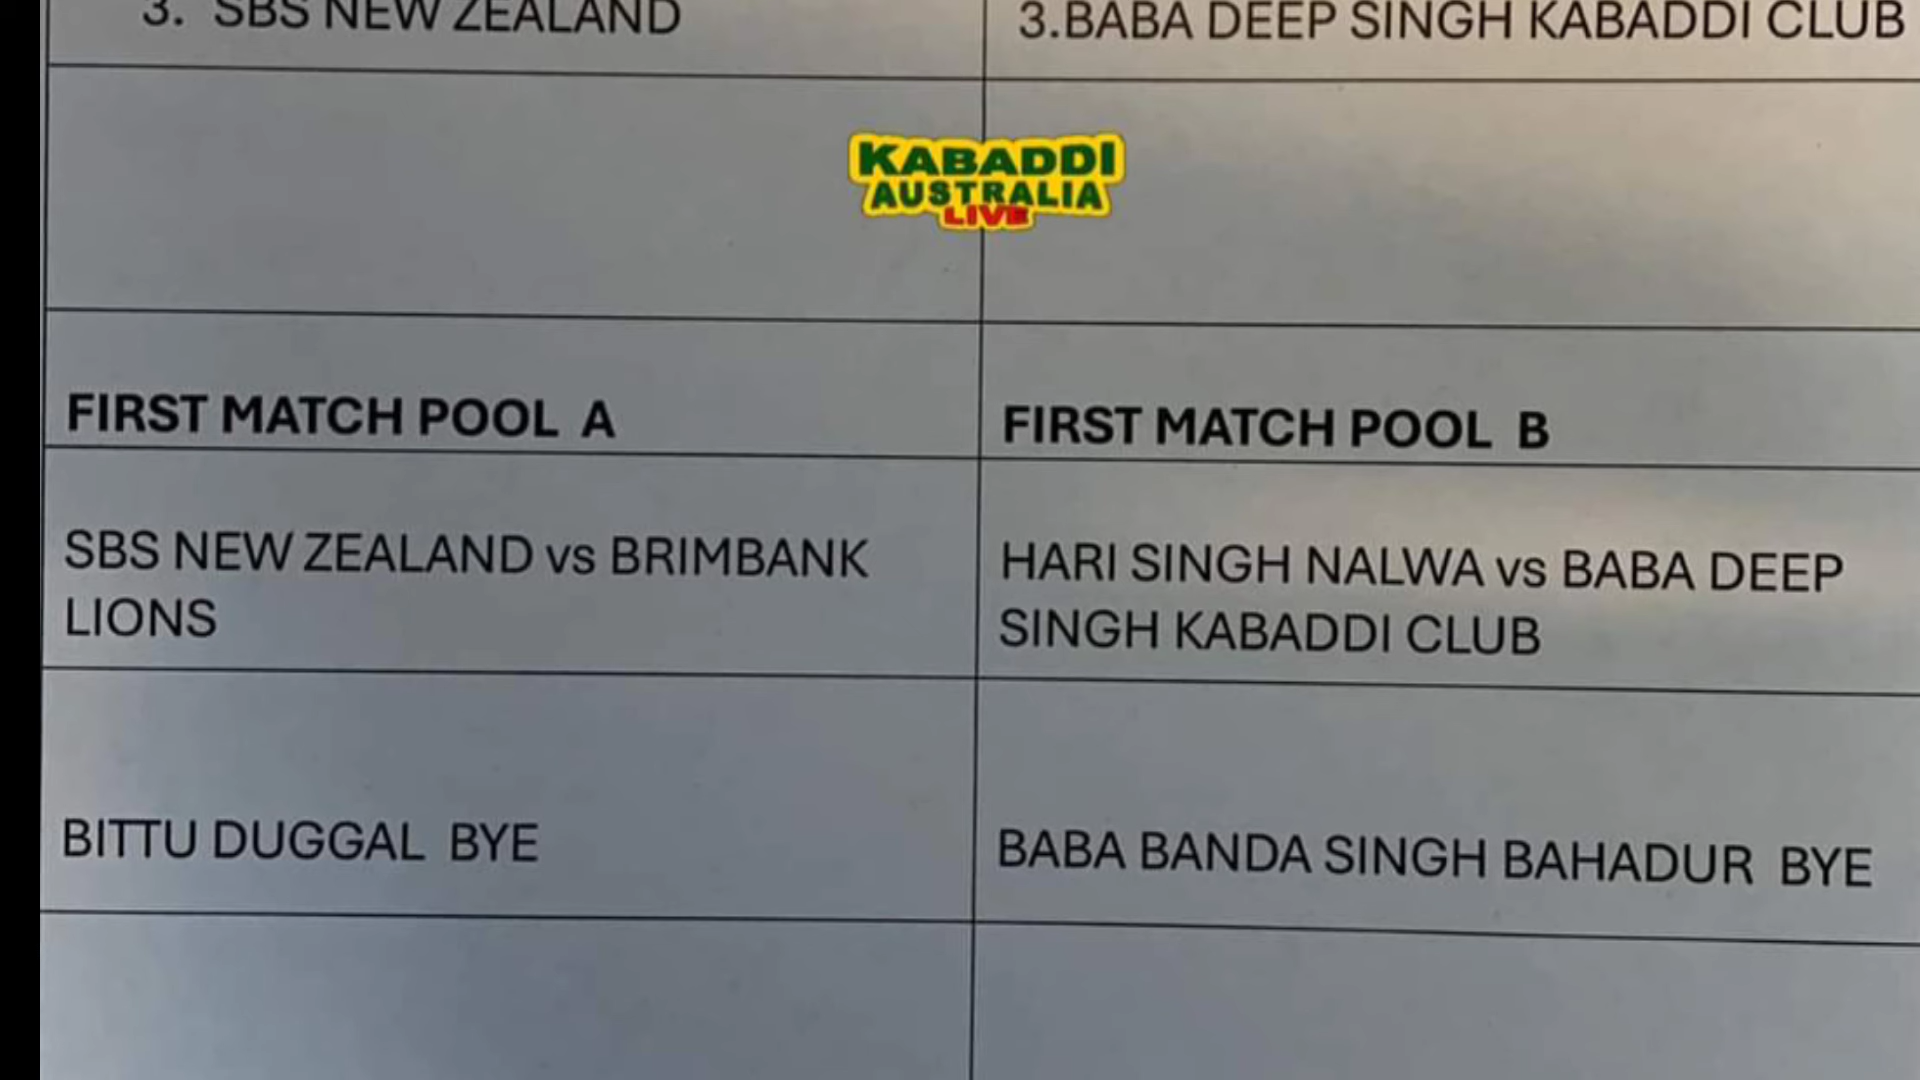 3. SBS NEW ZEALAND
3.BABA DEEP SINGH KABADDI CLUB
KABADDI
AUSTRALIA
LIVE
FIRST MATCH POOL A
FIRST MATCH POOL B
SBS NEW ZEALAND vs BRIMBANK
LIONS
HARI SINGH NALWA vs BABA DEEP
SINGH KABADDI CLUB
BITTU DUGGAL BYE
BABA BANDA SINGH BAHADUR BYE